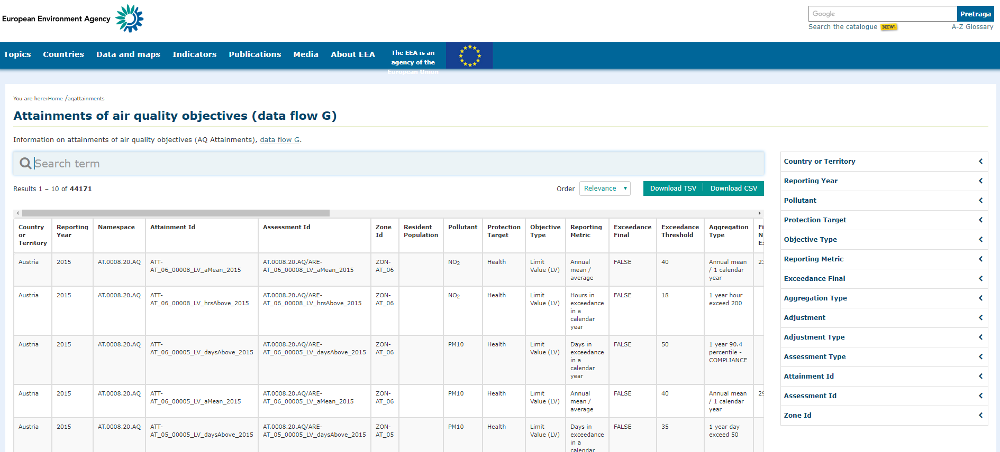 European Environment Agency
Google
Pretraga
Search the catalogue NEW!
A-Z Glossary
Topics Countries Data and maps Indicators Publications Media About EEA
The EEA is an
agency of the
European Union
You are here:Home /aqattainments
Attainments of air quality objectives (data flow G)
Information on attainments of air quality objectives (AQ Attainments), data flow G.
Search term
Results 1 – 10 of 44171
Order Relevance Download TSV Download CSV
Country
or
Territory
Reporting
Year
Namespace
Attainment Id
Assessment Id
Zone
Id
Resident
Population
Pollutant
Protection
Target
Objective
Type
Reporting
Metric
Exceedance
Final
Exceedance
Threshold
Aggregation
Type
Fi
N
Ex
Austria
2015
AT.0008.20.AQ
ATT-
AT_06_00008_LV_aMean_2015
AT.0008.20.AQ/ARE-
AT_06_00008_LV_aMean_2015
ZON-
AT_06
NO2
Health
Limit
Value (LV)
Annual
mean /
average
FALSE
40
Annual mean
/ 1 calendar
year
23
Austria
2015
AT.0008.20.AQ
ATT-
AT_06_00008_LV_hrsAbove_2015
AT.0008.20.AQ/ARE-
AT_06_00008_LV_hrsAbove_2015
ZON-
AT_06
NO2
Health
Limit
Value (LV)
Hours in
exceedance
in a
calendar
year
FALSE
18
1 year hour
exceed 200
Austria
2015
AT.0008.20.AQ
ATT-
AT_06_00005_LV_daysAbove_2015
AT.0008.20.AQ/ARE-
AT_06_00005_LV_daysAbove_2015
ZON-
AT_06
PM10
Health
Limit
Value (LV)
Days in
exceedance
in a
calendar
year
FALSE
50
1 year 90.4
percentile -
COMPLIANCE
Austria
2015
AT.0008.20.AQ
ATT-
AT_06_00005_LV_aMean_2015
AT.0008.20.AQ/ARE-
AT_06_00005_LV_aMean_2015
ZON-
AT_06
PM10
Health
Limit
Value (LV)
Annual
mean /
average
FALSE
40
Annual mean
/ 1 calendar
year
29
Austria
2015
AT.0008.20.AQ
ATT-
AT_05_00005_LV_daysAbove_2015
AT.0008.20.AQ/ARE-
AT_05_00005_LV_daysAbove_2015
ZON-
AT_05
PM10
Health
Limit
Value (LV)
Days in
exceedance
in a
calendar
FALSE
35
1 year day
exceed 50
Country or Territory
Reporting Year
Pollutant
Protection Target
Objective Type
Reporting Metric
Exceedance Final
Aggregation Type
Adjustment
Adjustment Type
Assessment Type
Attainment Id
Assessment Id
Zone Id